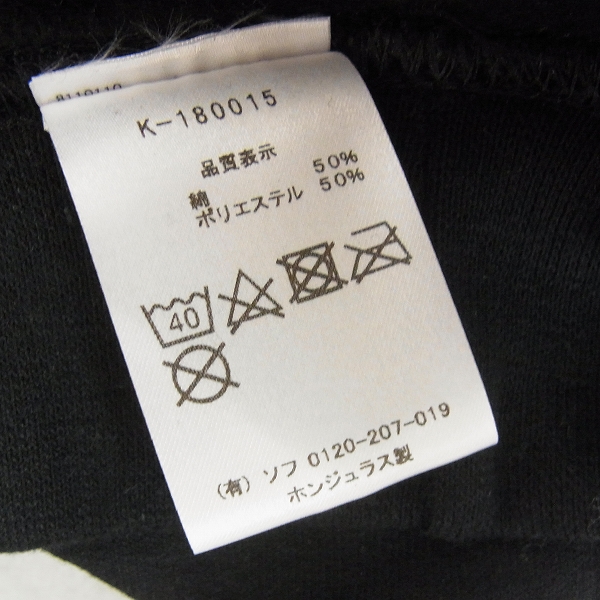 K-180015
品質表示
綿 50%
ポリエステル 50%
40
(有) ソフ 0120-207-019
ホンジュラス製